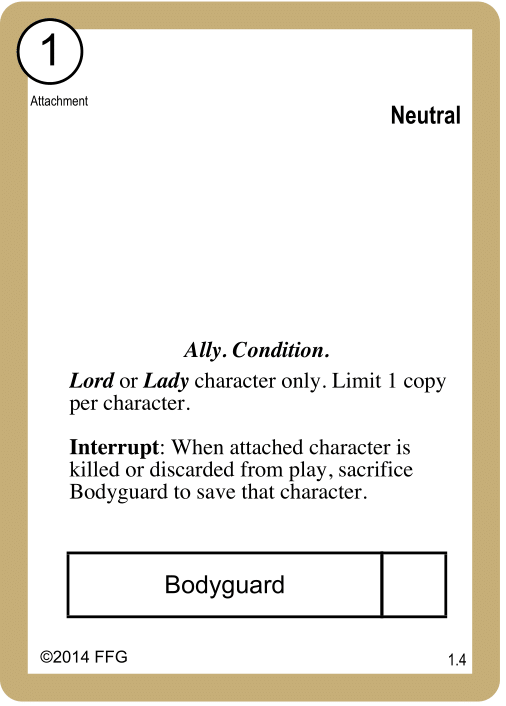 1
Attachment
Neutral
Ally. Condition.
Lord or Lady character only. Limit 1 copy
per character.
Interrupt: When attached character is
killed or discarded from play, sacrifice
Bodyguard to save that character.
Bodyguard
©2014 FFG
1.4